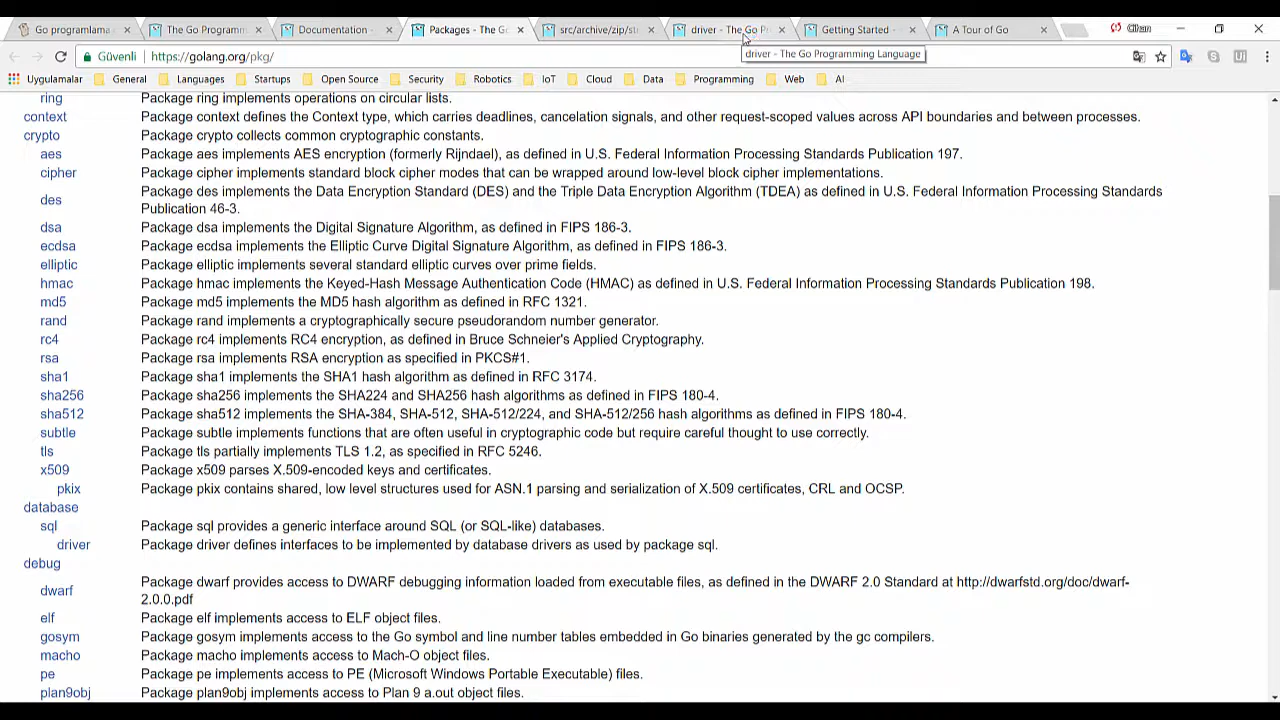 Go programlama
The Go Programm
Documentation -
Packages - The Go
src/archive/zip/str
driver - The Go Pr
Getting Started -
A Tour of Go
Cihan
driver - The Go Programming Language
Güvenli
https://golang.org/pkg/
Uygulamalar
General
Languages
Startups
Open Source
Security
Robotics
IoT
Cloud
Data
Programming
Web
AI
ring Package ring implements operations on circular lists.
context Package context defines the Context type, which carries deadlines, cancelation signals, and other request-scoped values across API boundaries and between processes.
crypto Package crypto collects common cryptographic constants.
aes Package aes implements AES encryption (formerly Rijndael), as defined in U.S. Federal Information Processing Standards Publication 197.
cipher Package cipher implements standard block cipher modes that can be wrapped around low-level block cipher implementations.
des Package des implements the Data Encryption Standard (DES) and the Triple Data Encryption Algorithm (TDEA) as defined in U.S. Federal Information Processing Standards
Publication 46-3.
dsa Package dsa implements the Digital Signature Algorithm, as defined in FIPS 186-3.
ecdsa Package ecdsa implements the Elliptic Curve Digital Signature Algorithm, as defined in FIPS 186-3.
elliptic Package elliptic implements several standard elliptic curves over prime fields.
hmac Package hmac implements the Keyed-Hash Message Authentication Code (HMAC) as defined in U.S. Federal Information Processing Standards Publication 198.
md5 Package md5 implements the MD5 hash algorithm as defined in RFC 1321.
rand Package rand implements a cryptographically secure pseudorandom number generator.
rc4 Package rc4 implements RC4 encryption, as defined in Bruce Schneier's Applied Cryptography.
rsa Package rsa implements RSA encryption as specified in PKCS#1.
sha1 Package sha1 implements the SHA1 hash algorithm as defined in RFC 3174.
sha256 Package sha256 implements the SHA224 and SHA256 hash algorithms as defined in FIPS 180-4.
sha512 Package sha512 implements the SHA-384, SHA-512, SHA-512/224, and SHA-512/256 hash algorithms as defined in FIPS 180-4.
subtle Package subtle implements functions that are often useful in cryptographic code but require careful thought to use correctly.
tls Package tls partially implements TLS 1.2, as specified in RFC 5246.
x509 Package x509 parses X.509-encoded keys and certificates.
pkix Package pkix contains shared, low level structures used for ASN.1 parsing and serialization of X.509 certificates, CRL and OCSP.
database
sql Package sql provides a generic interface around SQL (or SQL-like) databases.
driver Package driver defines interfaces to be implemented by database drivers as used by package sql.
debug
dwarf Package dwarf provides access to DWARF debugging information loaded from executable files, as defined in the DWARF 2.0 Standard at http://dwarfstd.org/doc/dwarf-
2.0.0.pdf
elf Package elf implements access to ELF object files.
gosym Package gosym implements access to the Go symbol and line number tables embedded in Go binaries generated by the gc compilers.
macho Package macho implements access to Mach-O object files.
pe Package pe implements access to PE (Microsoft Windows Portable Executable) files.
plan9obj Package plan9obj implements access to Plan 9 a.out object files.